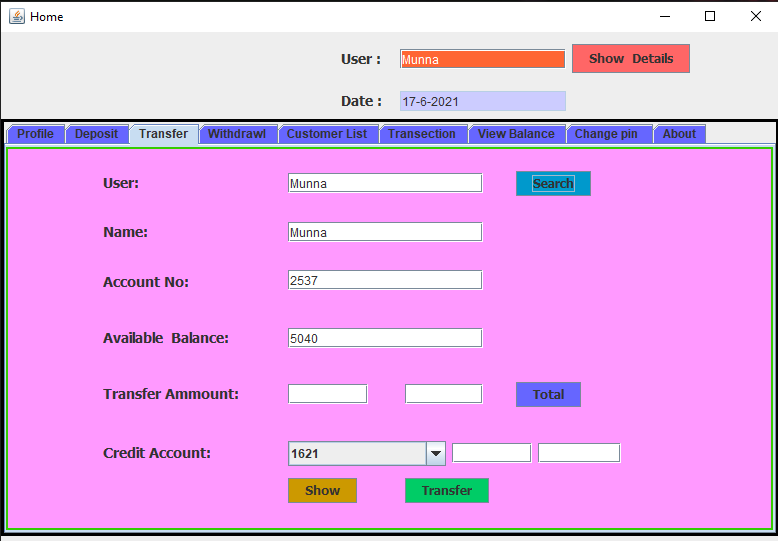 Home
User : Munna Show Details
Date : 17-6-2021
Profile Deposit Transfer Withdrawl Customer List Transection View Balance Change pin About
User: Munna Search
Name: Munna
Account No: 2537
Available Balance: 5040
Transfer Ammount: Total
Credit Account: 1621
Show Transfer